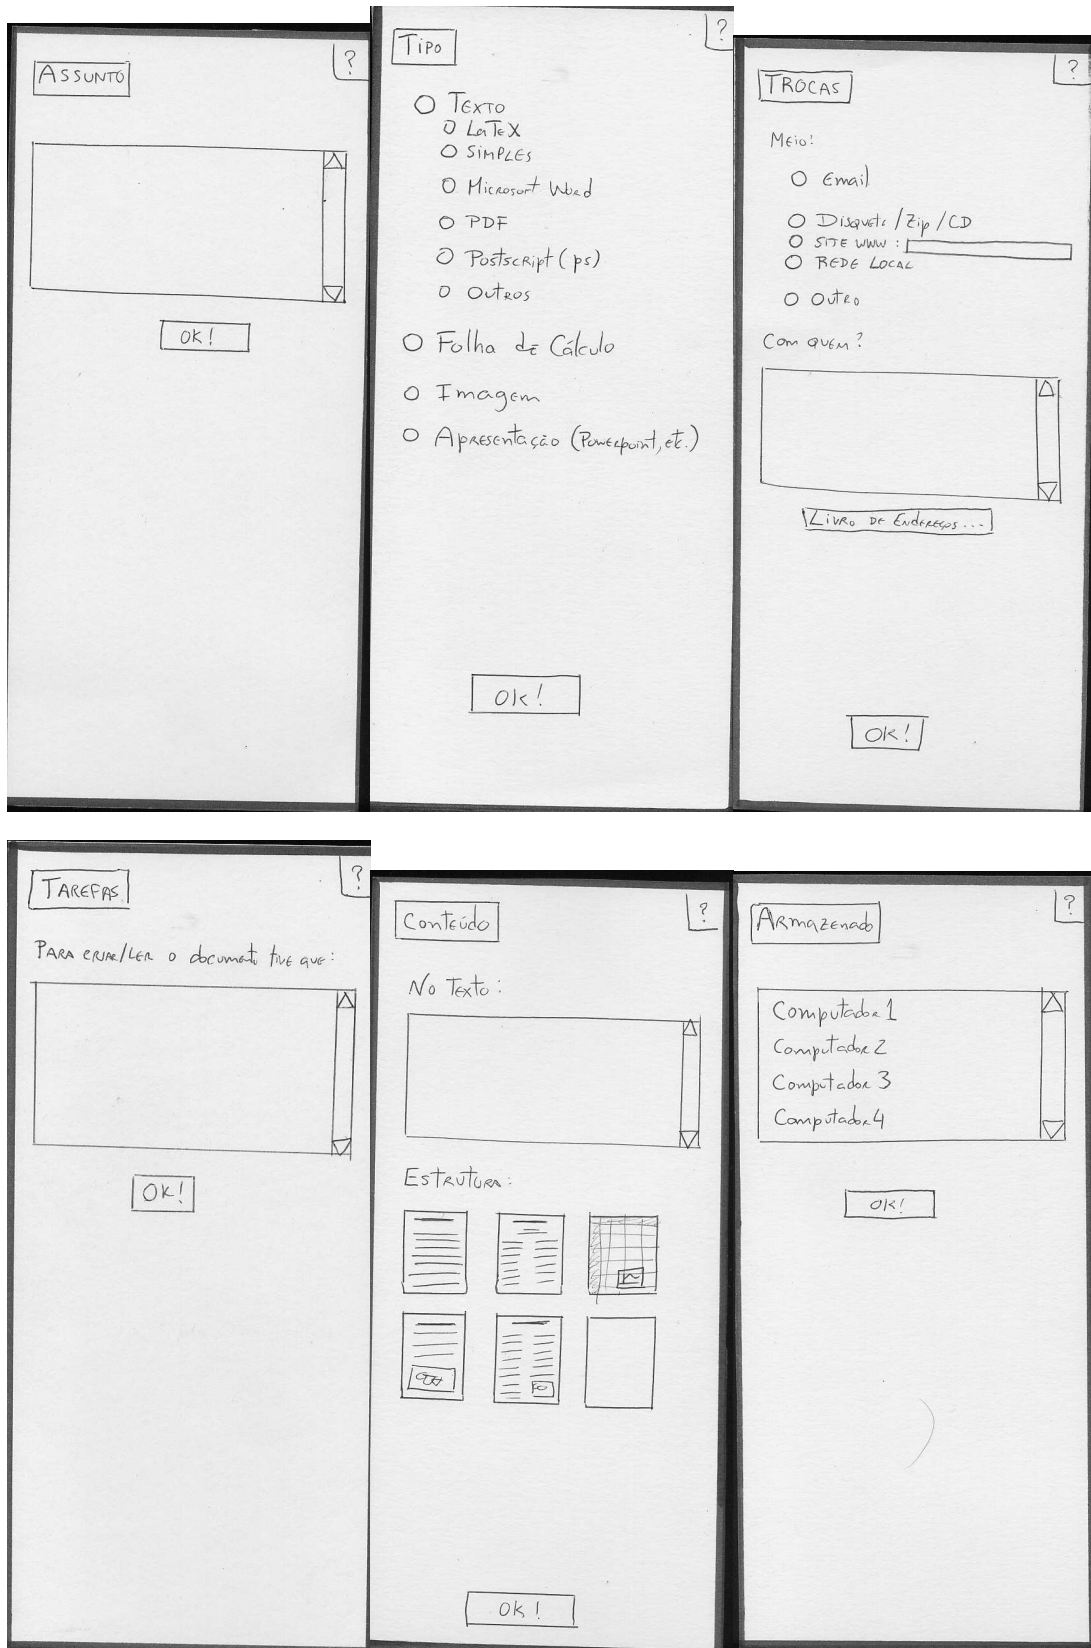 ?
ASSUNTO
OK!
?
TIPO
TEXTO
LaTeX
SIMPLES
Microsoft Word
PDF
Postscript (ps)
Outros
Folha de Cálculo
Imagem
Apresentação (Powerpoint, etc.)
OK!
?
TROCAS
Meio:
Email
Disquete / Zip / CD
SITE WWW :
REDE LOCAL
Outro
Com quem?
LIVRO DE ENDEREÇOS...
OK!
?
TAREFAS
PARA CRIAR/LER o documento tive que:
OK!
?
Conteúdo
No Texto:
ESTRUTURA:
OK!
?
Armazenado
Computador 1
Computador 2
Computador 3
Computador 4
OK!